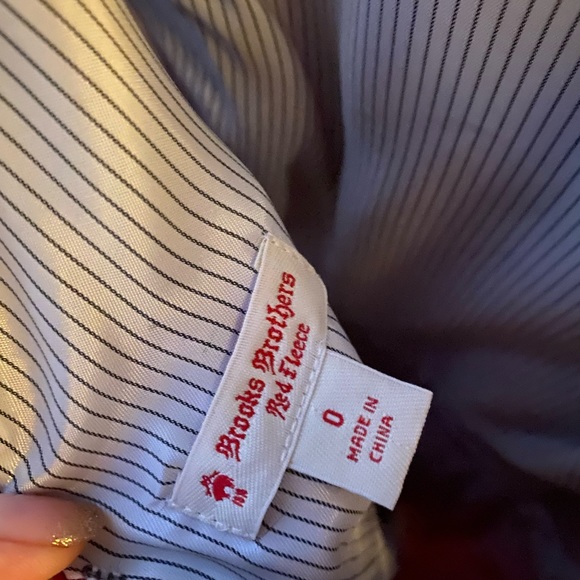 Brooks Brothers
Red Fleece
0
MADE IN
CHINA